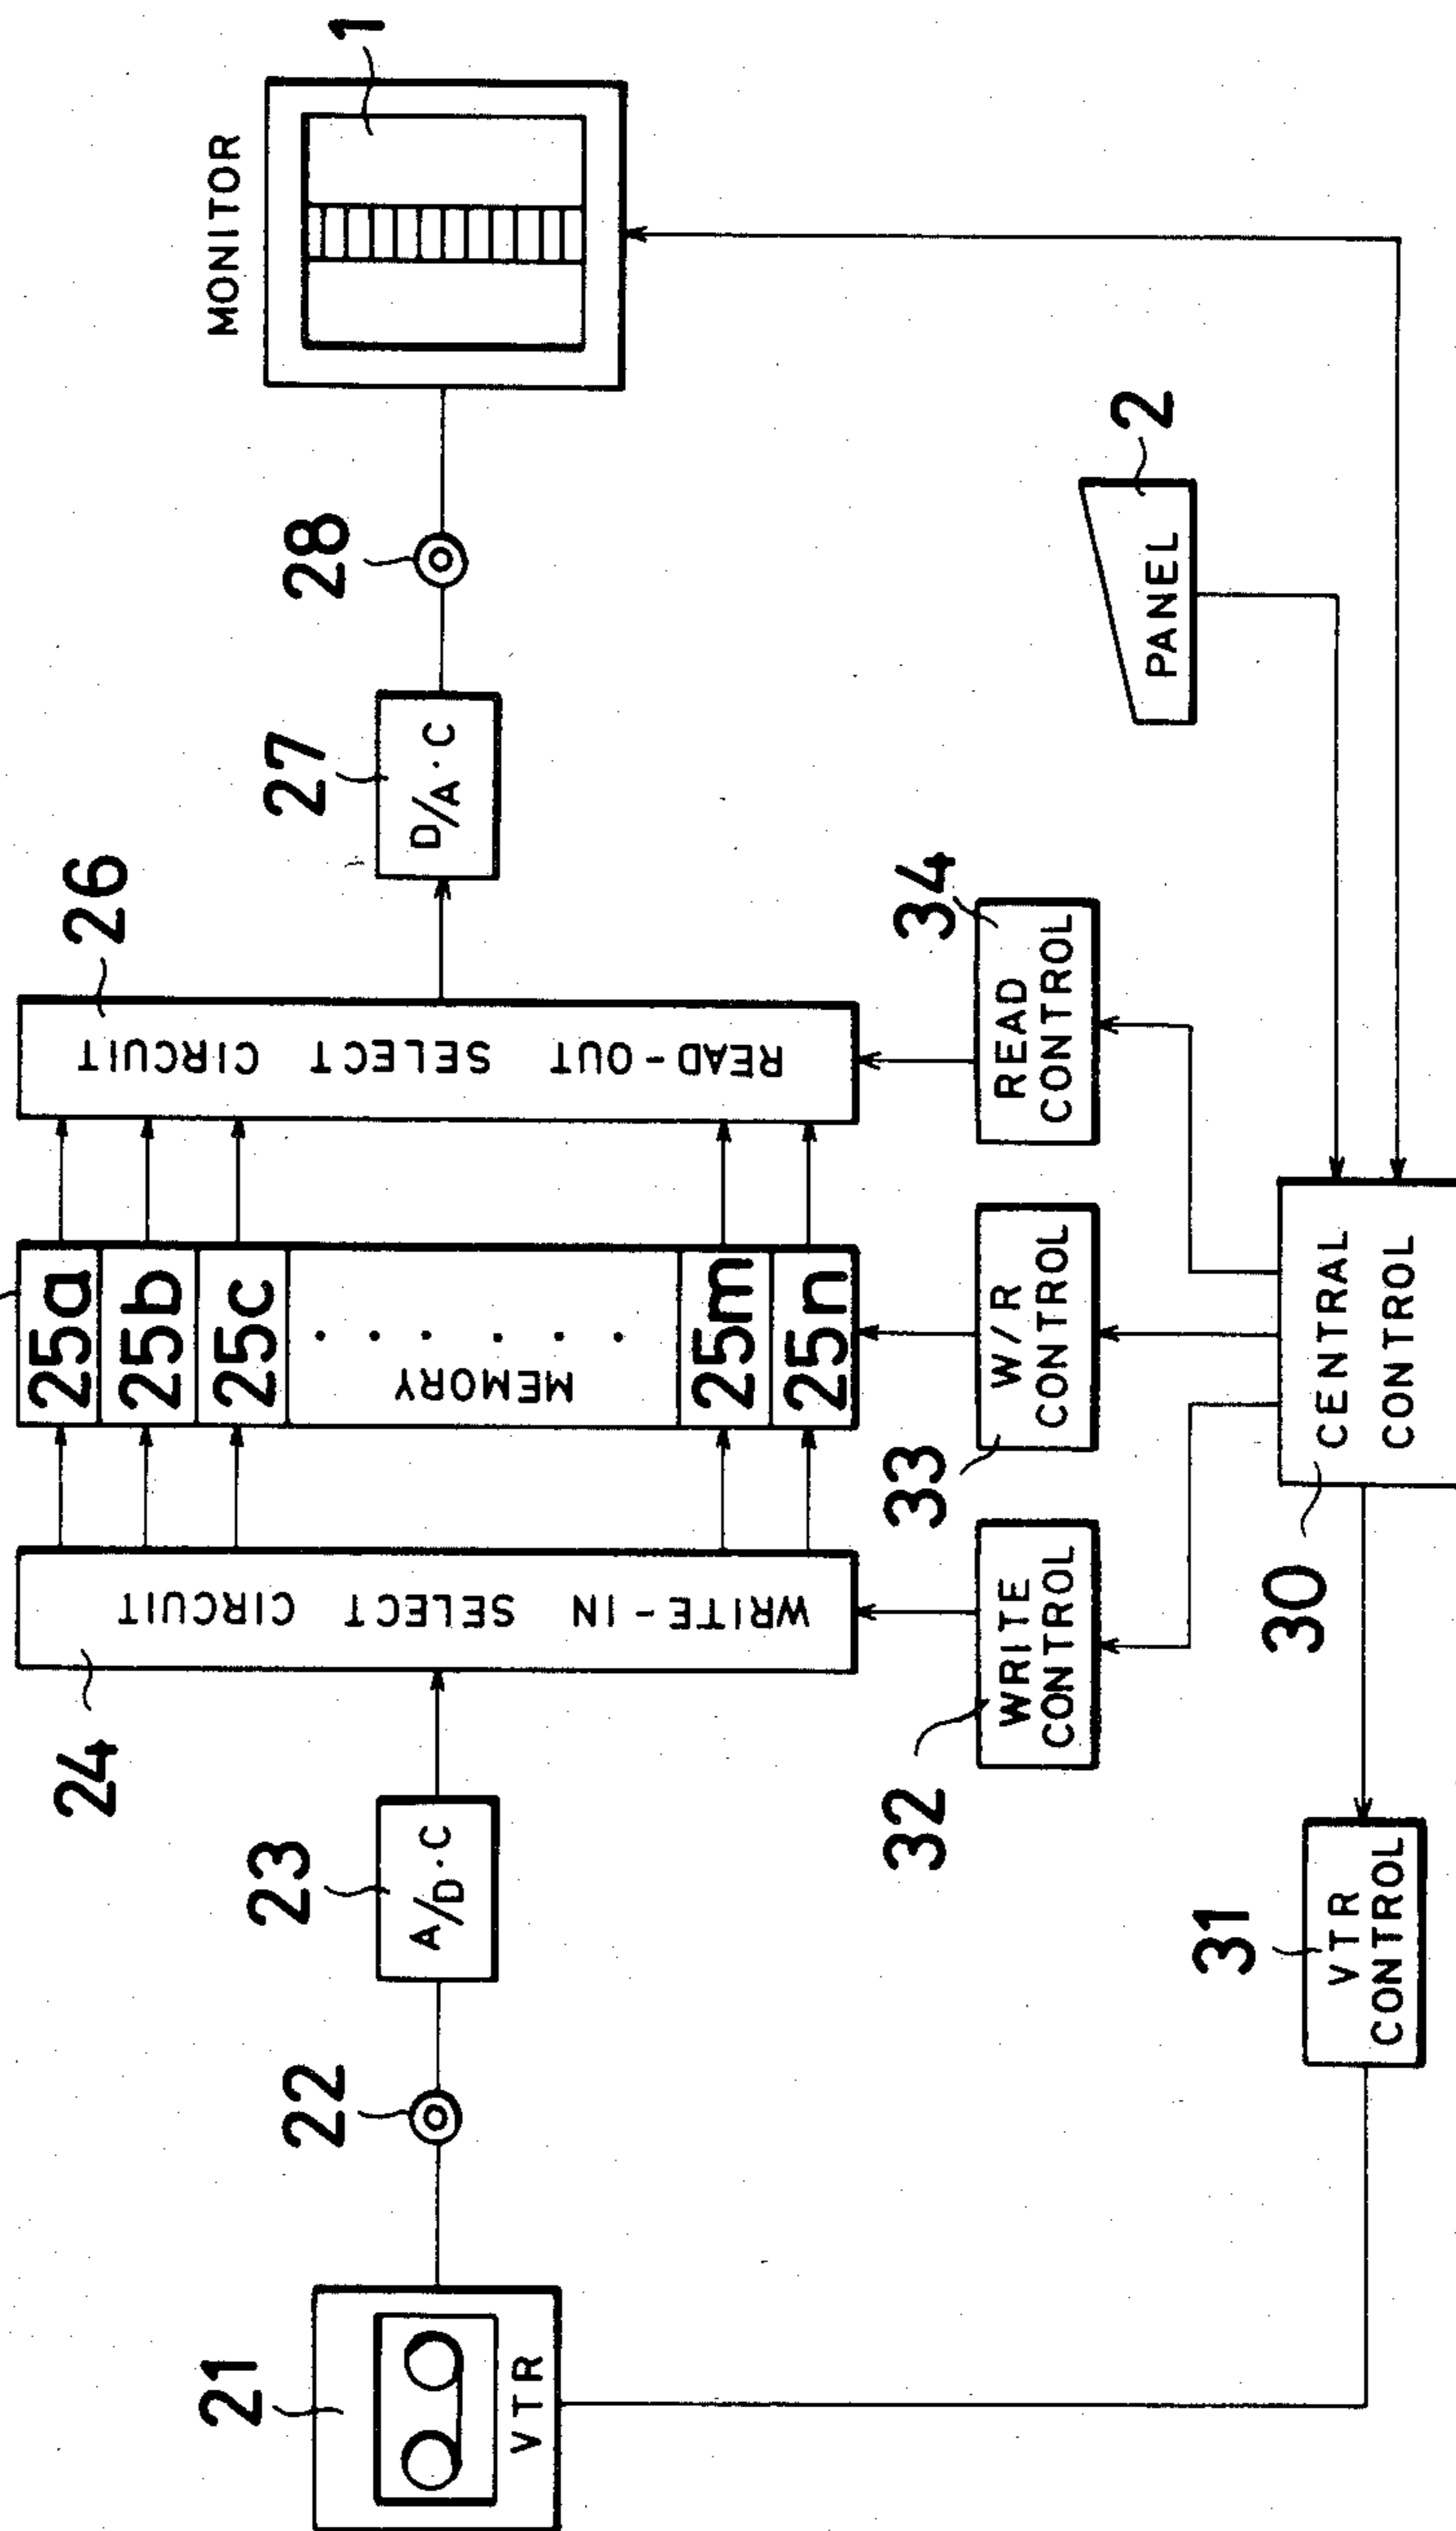 MONITOR
1
21
VTR
22
23
A/D·C
24
WRITE-IN SELECT CIRCUIT
25a
25b
25c
. . . . . .
MEMORY
25m
25n
26
READ-OUT SELECT CIRCUIT
27
D/A·C
28
32
WRITE
CONTROL
33
W/R
CONTROL
34
READ
CONTROL
PANEL
2
31
VTR
CONTROL
30
CENTRAL
CONTROL